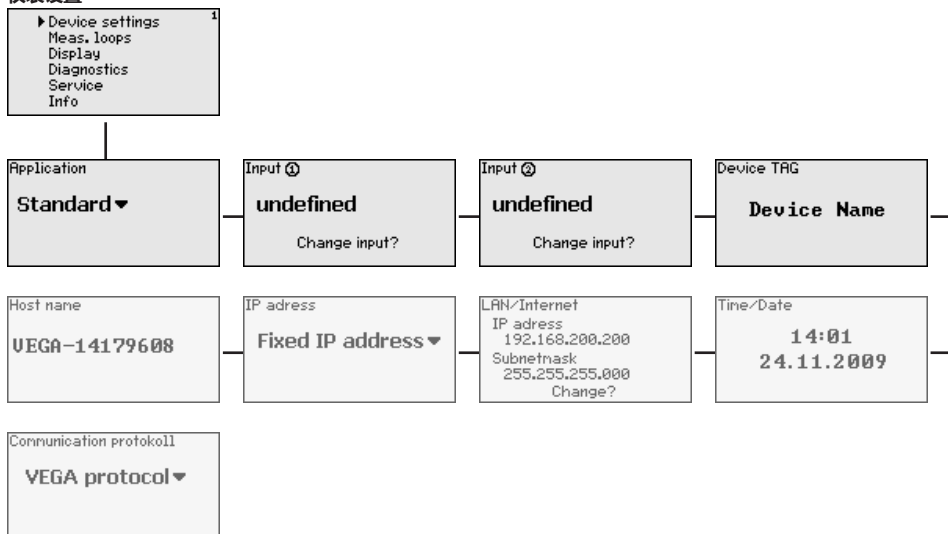 ▶Device settings 1
Meas. loops
Display
Diagnostics
Service
Info
Application
Standard▼
Input ①
undefined
Change input?
Input ②
undefined
Change input?
Device TAG
Device Name
Host name
VEGA-14179608
IP adress
Fixed IP address▼
LAN/Internet
IP adress
192.168.200.200
Subnetmask
255.255.255.000
Change?
Time/Date
14:01
24.11.2009
Communication protokoll
VEGA protocol▼